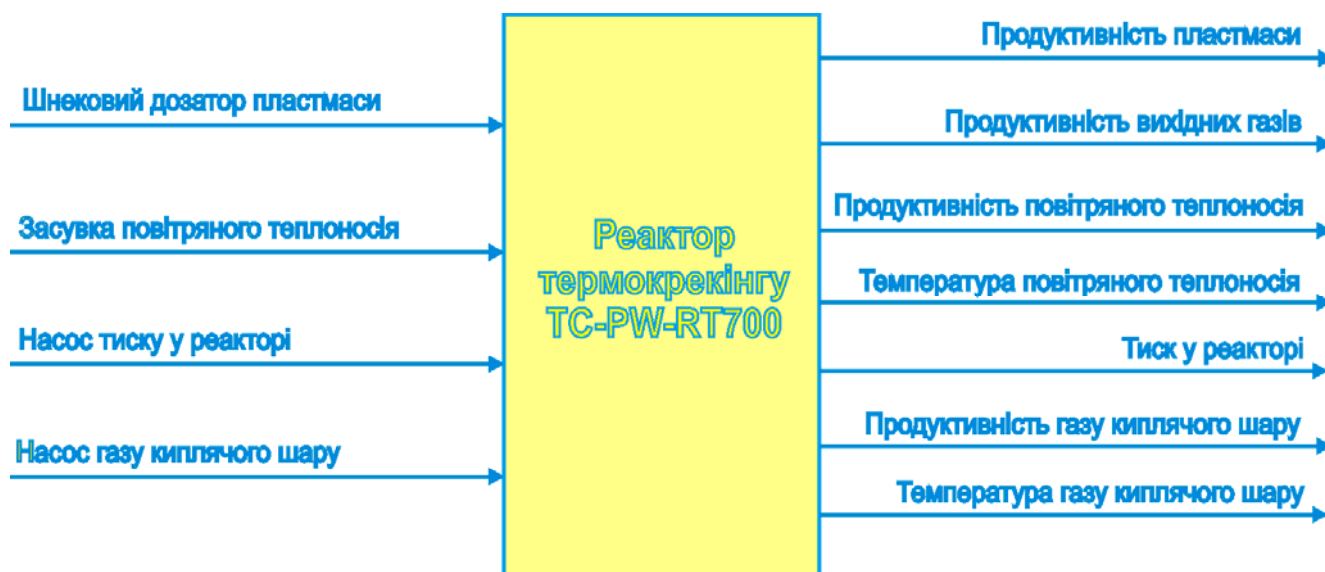 Шнековий дозатор пластмаси
Засувка повітряного теплоносія
Насос тиску у реакторі
Насос газу киплячого шару
Реактор
термокрекінгу
TC-PW-RT700
Продуктивність пластмаси
Продуктивність вихідних газів
Продуктивність повітряного теплоносія
Температура повітряного теплоносія
Тиск у реакторі
Продуктивність газу киплячого шару
Температура газу киплячого шару